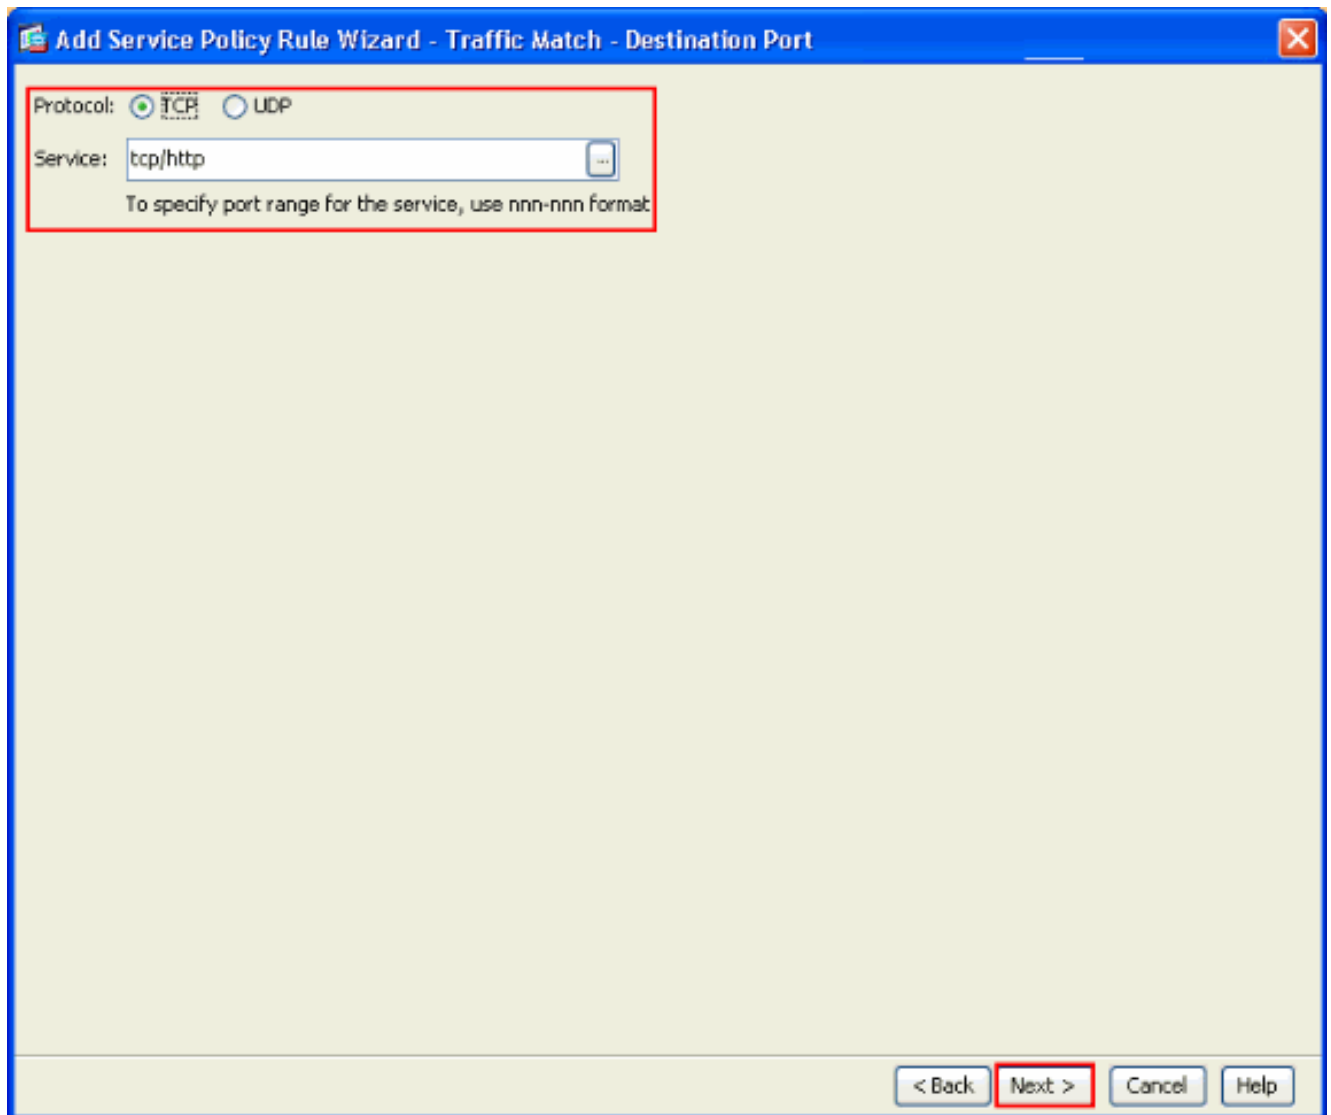 Add Service Policy Rule Wizard - Traffic Match - Destination Port
Protocol: TCP UDP
Service: tcp/http ...
To specify port range for the service, use nnn-nnn format
< Back Next > Cancel Help